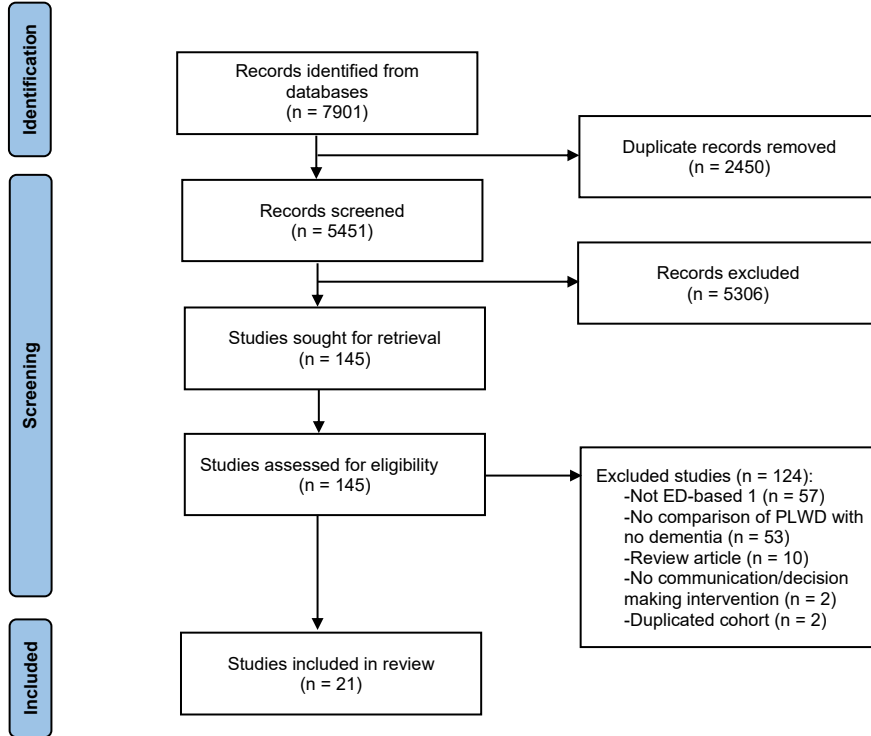 Identification
Records identified from
databases
(n = 7901)
Duplicate records removed
(n = 2450)
Screening
Records screened
(n = 5451)
Records excluded
(n = 5306)
Studies sought for retrieval
(n = 145)
Studies assessed for eligibility
(n = 145)
Excluded studies (n = 124):
-Not ED-based 1 (n = 57)
-No comparison of PLWD with
no dementia (n = 53)
-Review article (n = 10)
-No communication/decision
making intervention (n = 2)
-Duplicated cohort (n = 2)
Included
Studies included in review
(n = 21)